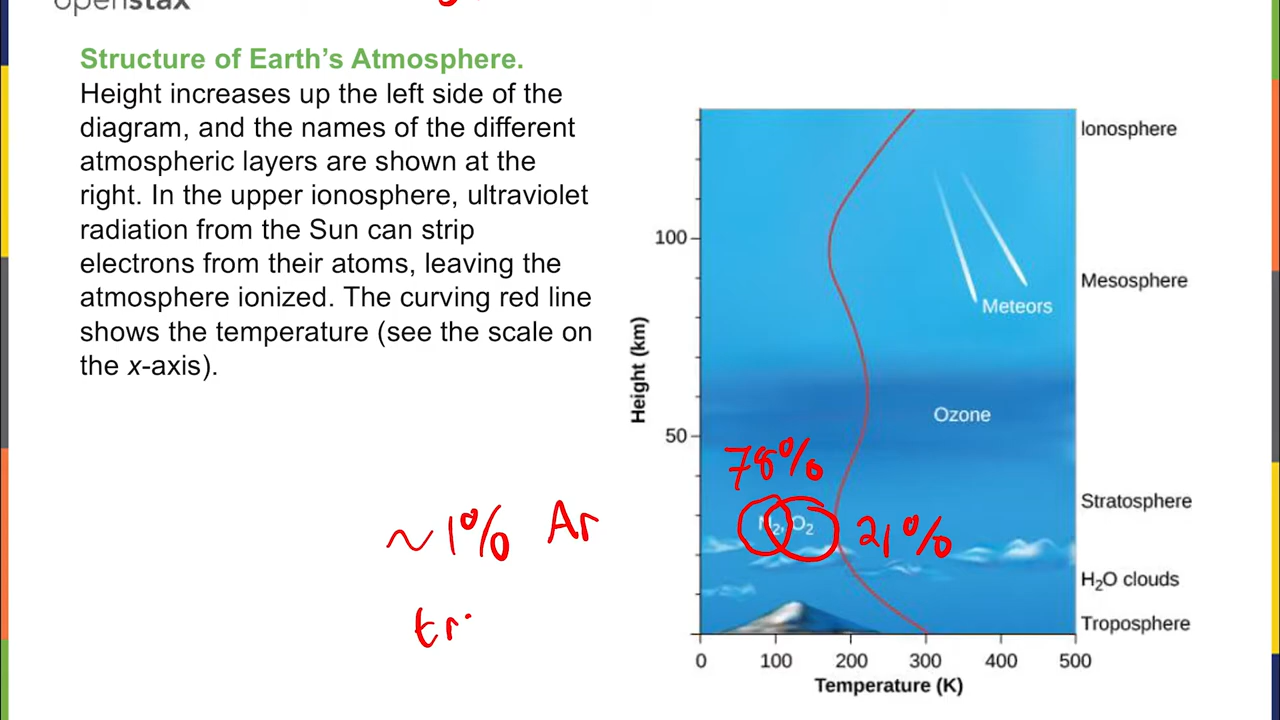 openstax
Structure of Earth’s Atmosphere.
Height increases up the left side of the
diagram, and the names of the different
atmospheric layers are shown at the
right. In the upper ionosphere, ultraviolet
radiation from the Sun can strip
electrons from their atoms, leaving the
atmosphere ionized. The curving red line
shows the temperature (see the scale on
the x-axis).
~1% Ar
tr
Height (km)
100
50
Ionosphere
Mesosphere
Meteors
Ozone
78%
Stratosphere
N₂, O₂
21%
H₂O clouds
Troposphere
0 100 200 300 400 500
Temperature (K)